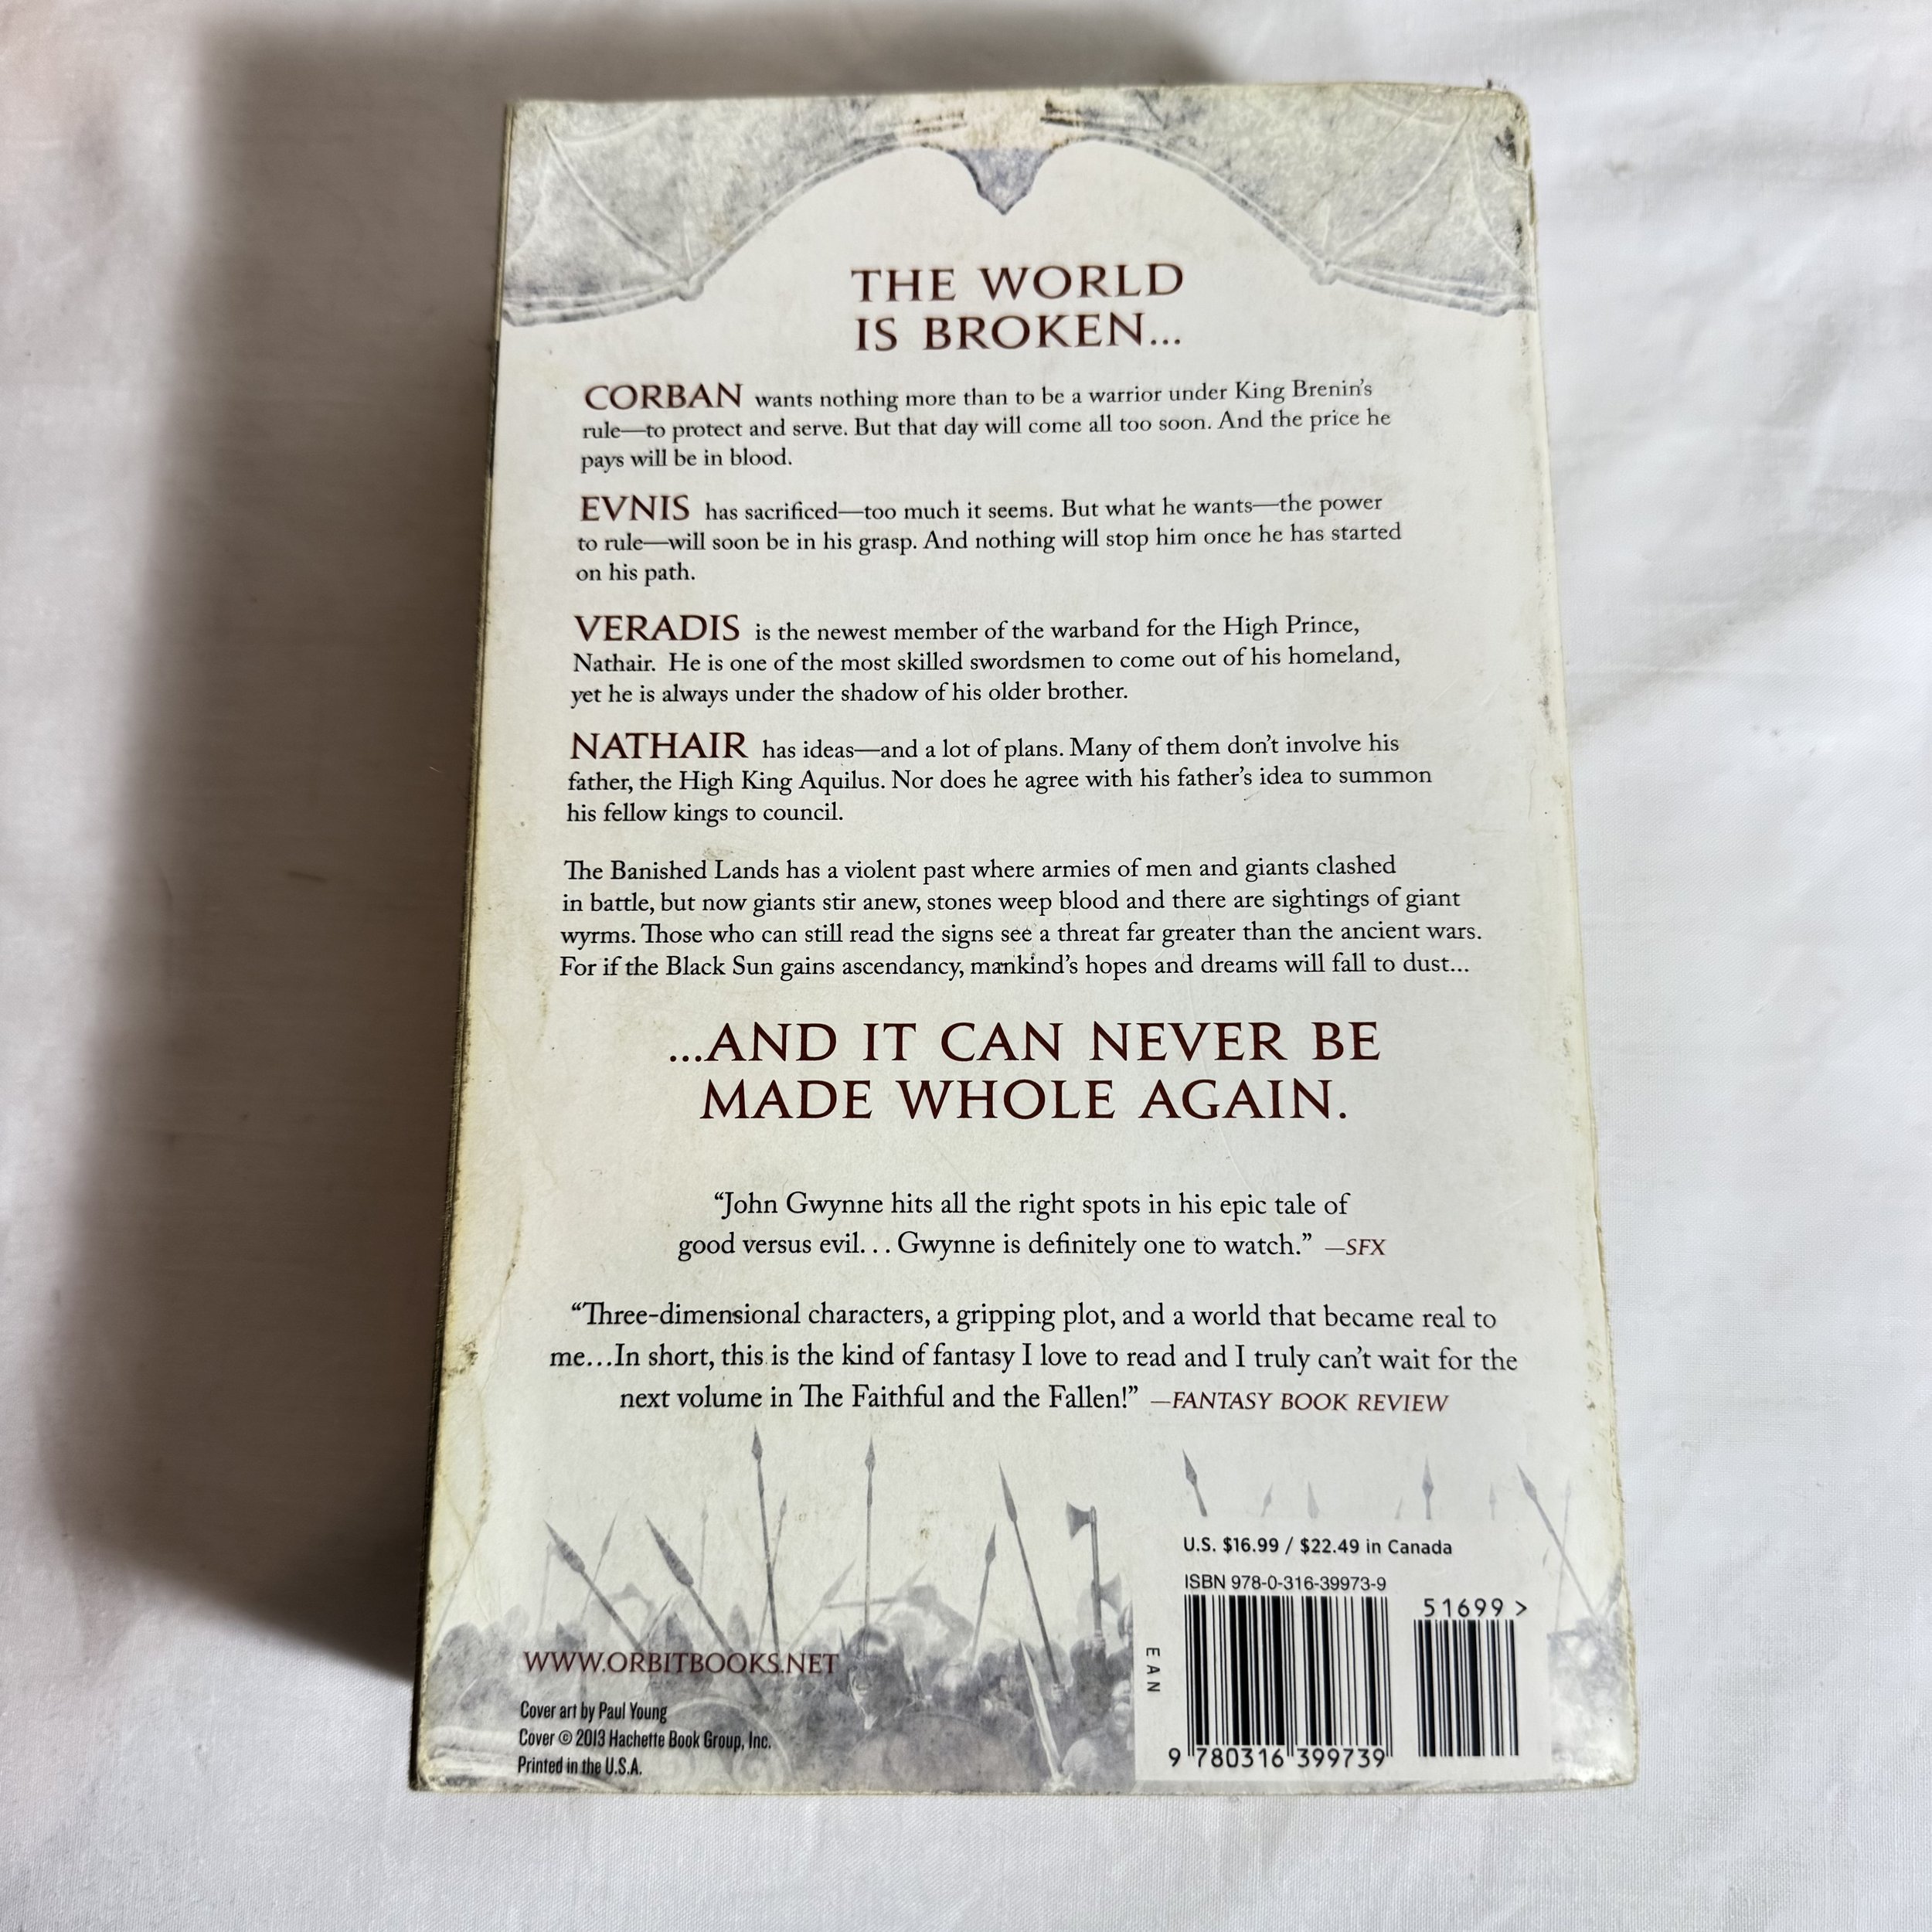 THE WORLD
IS BROKEN...
CORBAN wants nothing more than to be a warrior under King Brenin's
rule—to protect and serve. But that day will come all too soon. And the price he
pays will be in blood.
EVNIS has sacrificed—too much it seems. But what he wants—the power
to rule—will soon be in his grasp. And nothing will stop him once he has started
on his path.
VERADIS is the newest member of the warband for the High Prince,
Nathair. He is one of the most skilled swordsmen to come out of his homeland,
yet he is always under the shadow of his older brother.
NATHAIR has ideas—and a lot of plans. Many of them don't involve his
father, the High King Aquilus. Nor does he agree with his father's idea to summon
his fellow kings to council.
The Banished Lands has a violent past where armies of men and giants clashed
in battle, but now giants stir anew, stones weep blood and there are sightings of giant
wyrms. Those who can still read the signs see a threat far greater than the ancient wars.
For if the Black Sun gains ascendancy, mankind's hopes and dreams will fall to dust...
...AND IT CAN NEVER BE
MADE WHOLE AGAIN.
“John Gwynne hits all the right spots in his epic tale of
good versus evil... Gwynne is definitely one to watch.” —SFX
“Three-dimensional characters, a gripping plot, and a world that became real to
me...In short, this is the kind of fantasy I love to read and I truly can't wait for the
next volume in The Faithful and the Fallen!” —FANTASY BOOK REVIEW
U.S. $16.99 / $22.49 in Canada
ISBN 978-0-316-39973-9
51699 >
EAN
9 780316 399739
WWW.ORBITBOOKS.NET
Cover art by Paul Young
Cover © 2013 Hachette Book Group, Inc.
Printed in the U.S.A.